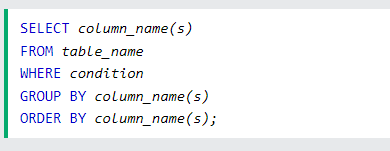 SELECT column_name(s)
FROM table_name
WHERE condition
GROUP BY column_name(s)
ORDER BY column_name(s);